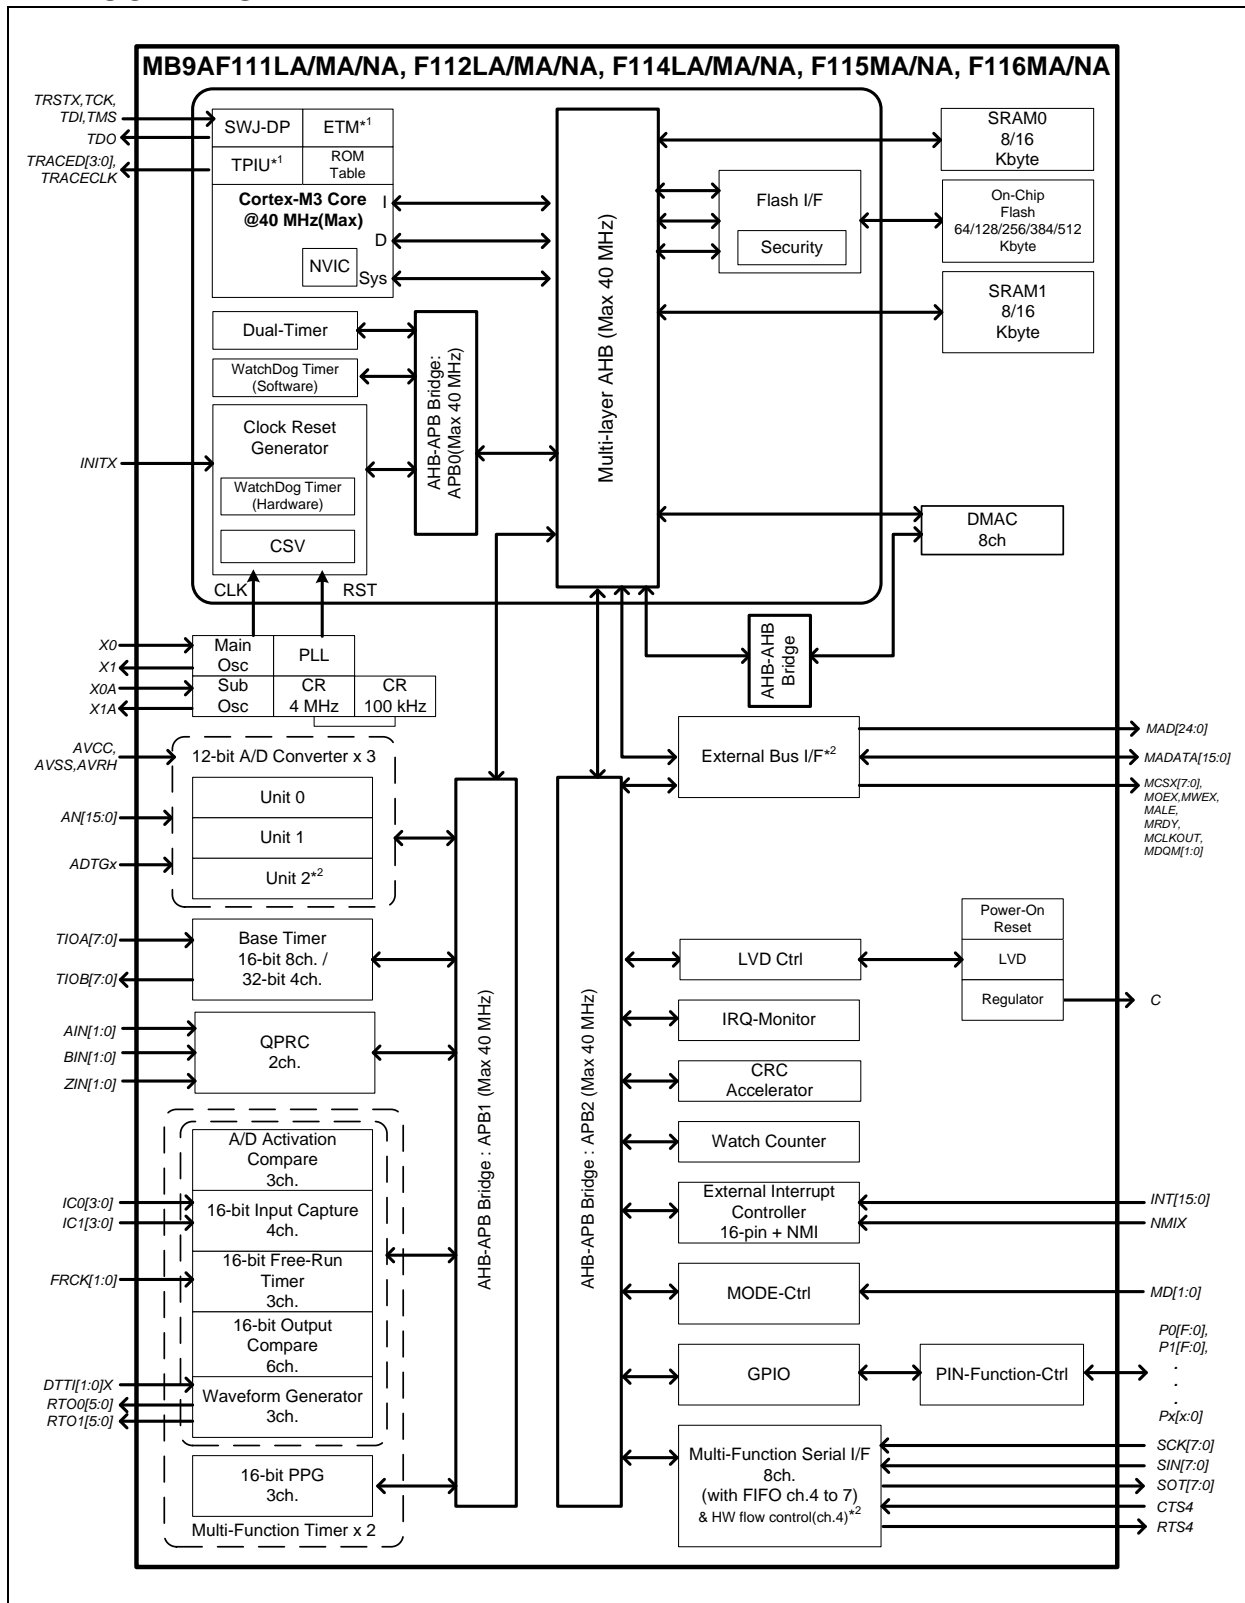 MB9AF111LA/MA/NA, F112LA/MA/NA, F114LA/MA/NA, F115MA/NA, F116MA/NA
TRSTX,TCK,
TDI,TMS
TDO
TRACED[3:0],
TRACECLK
SWJ-DP
ETM*1
TPIU*1
ROM
Table
Cortex-M3 Core
@40 MHz(Max)
I
D
NVIC
Sys
Dual-Timer
WatchDog Timer
(Software)
Clock Reset
Generator
WatchDog Timer
(Hardware)
CSV
INITX
CLK
RST
AHB-APB Bridge:
APB0(Max 40 MHz)
Multi-layer AHB (Max 40 MHz)
Flash I/F
Security
SRAM0
8/16
Kbyte
On-Chip
Flash
64/128/256/384/512
Kbyte
SRAM1
8/16
Kbyte
DMAC
8ch
AHB-AHB
Bridge
X0
X1
X0A
X1A
Main
Osc
PLL
Sub
Osc
CR
4 MHz
CR
100 kHz
AVCC,
AVSS,AVRH
AN[15:0]
ADTGx
12-bit A/D Converter x 3
Unit 0
Unit 1
Unit 2*2
TIOA[7:0]
TIOB[7:0]
Base Timer
16-bit 8ch. /
32-bit 4ch.
AIN[1:0]
BIN[1:0]
ZIN[1:0]
QPRC
2ch.
A/D Activation
Compare
3ch.
IC0[3:0]
IC1[3:0]
16-bit Input Capture
4ch.
FRCK[1:0]
16-bit Free-Run
Timer
3ch.
16-bit Output
Compare
6ch.
DTTI[1:0]X
RTO0[5:0]
RTO1[5:0]
Waveform Generator
3ch.
16-bit PPG
3ch.
Multi-Function Timer x 2
AHB-APB Bridge : APB1 (Max 40 MHz)
AHB-APB Bridge : APB2 (Max 40 MHz)
External Bus I/F*2
MAD[24:0]
MADATA[15:0]
MCSX[7:0],
MOEX,MWEX,
MALE,
MRDY,
MCLKOUT,
MDQM[1:0]
LVD Ctrl
Power-On
Reset
LVD
Regulator
C
IRQ-Monitor
CRC
Accelerator
Watch Counter
External Interrupt
Controller
16-pin + NMI
INT[15:0]
NMIX
MODE-Ctrl
MD[1:0]
GPIO
PIN-Function-Ctrl
P0[F:0],
P1[F:0],
.
.
.
Px[x:0]
Multi-Function Serial I/F
8ch.
(with FIFO ch.4 to 7)
& HW flow control(ch.4)*2
SCK[7:0]
SIN[7:0]
SOT[7:0]
CTS4
RTS4